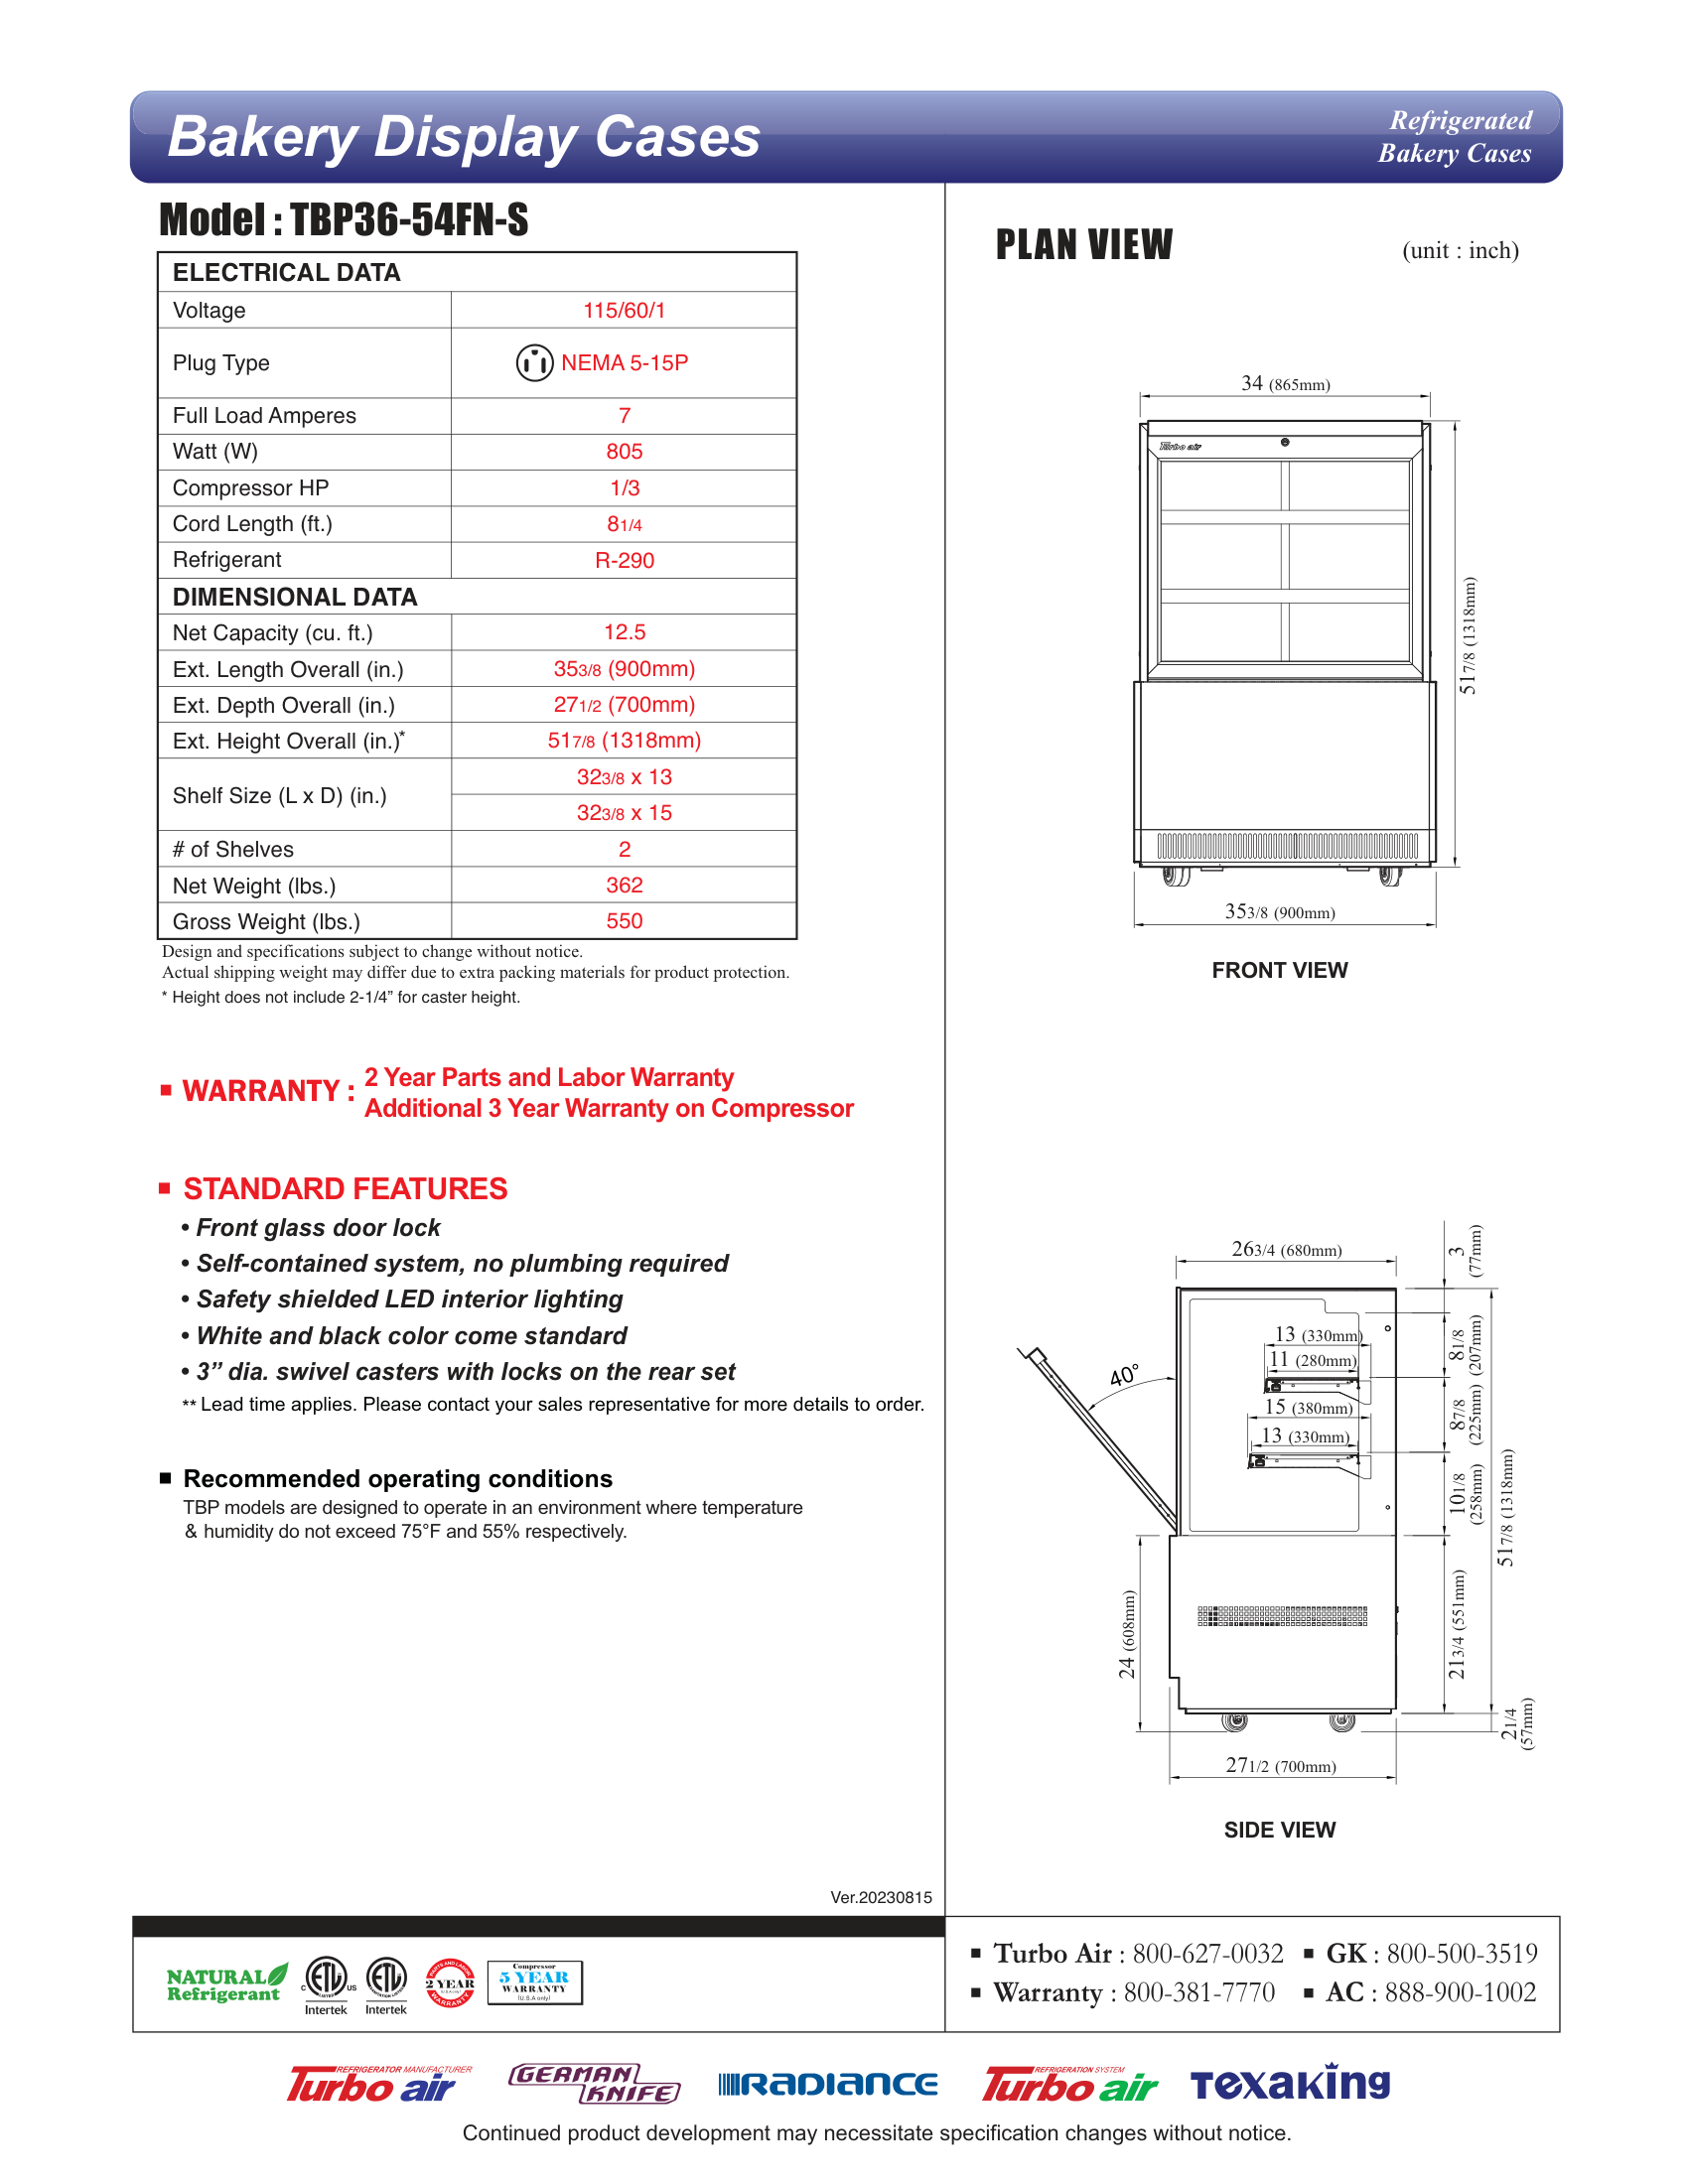 Bakery Display Cases
Refrigerated
Bakery Cases
Model : TBP36-54FN-S
ELECTRICAL DATA
Voltage 115/60/1
Plug Type NEMA 5-15P
Full Load Amperes 7
Watt (W) 805
Compressor HP 1/3
Cord Length (ft.) 81/4
Refrigerant R-290
DIMENSIONAL DATA
Net Capacity (cu. ft.) 12.5
Ext. Length Overall (in.) 353/8 (900mm)
Ext. Depth Overall (in.) 271/2 (700mm)
Ext. Height Overall (in.)* 517/8 (1318mm)
Shelf Size (L x D) (in.)
323/8 x 13
323/8 x 15
# of Shelves 2
Net Weight (lbs.) 362
Gross Weight (lbs.) 550
Design and specifications subject to change without notice.
Actual shipping weight may differ due to extra packing materials for product protection.
* Height does not include 2-1/4” for caster height.
■ WARRANTY :
2 Year Parts and Labor Warranty
Additional 3 Year Warranty on Compressor
■ STANDARD FEATURES
• Front glass door lock
• Self-contained system, no plumbing required
• Safety shielded LED interior lighting
• White and black color come standard
• 3” dia. swivel casters with locks on the rear set
** Lead time applies. Please contact your sales representative for more details to order.
■ Recommended operating conditions
TBP models are designed to operate in an environment where temperature
& humidity do not exceed 75°F and 55% respectively.
Ver.20230815
PLAN VIEW
(unit : inch)
34 (865mm)
Turbo air
517/8 (1318mm)
353/8 (900mm)
FRONT VIEW
263/4 (680mm)
3
(77mm)
13 (330mm)
11 (280mm)
81/8
(207mm)
40°
15 (380mm)
13 (330mm)
87/8
(225mm)
101/8
(258mm)
517/8 (1318mm)
24 (608mm)
213/4 (551mm)
21/4
(57mm)
271/2 (700mm)
SIDE VIEW
NATURAL
Refrigerant
C ETL US
LISTED
Intertek
ETL
Intertek
PARTS AND LABOR
2 YEAR
WARRANTY
Compressor
5 YEAR
WARRANTY
(U.S.A only)
■ Turbo Air : 800-627-0032
■ GK : 800-500-3519
■ Warranty : 800-381-7770
■ AC : 888-900-1002
REFRIGERATOR MANUFACTURER
Turbo air
GERMAN
KNIFE
RADIANCE
REFRIGERATION SYSTEM
Turbo air
TEXAKING
Continued product development may necessitate specification changes without notice.